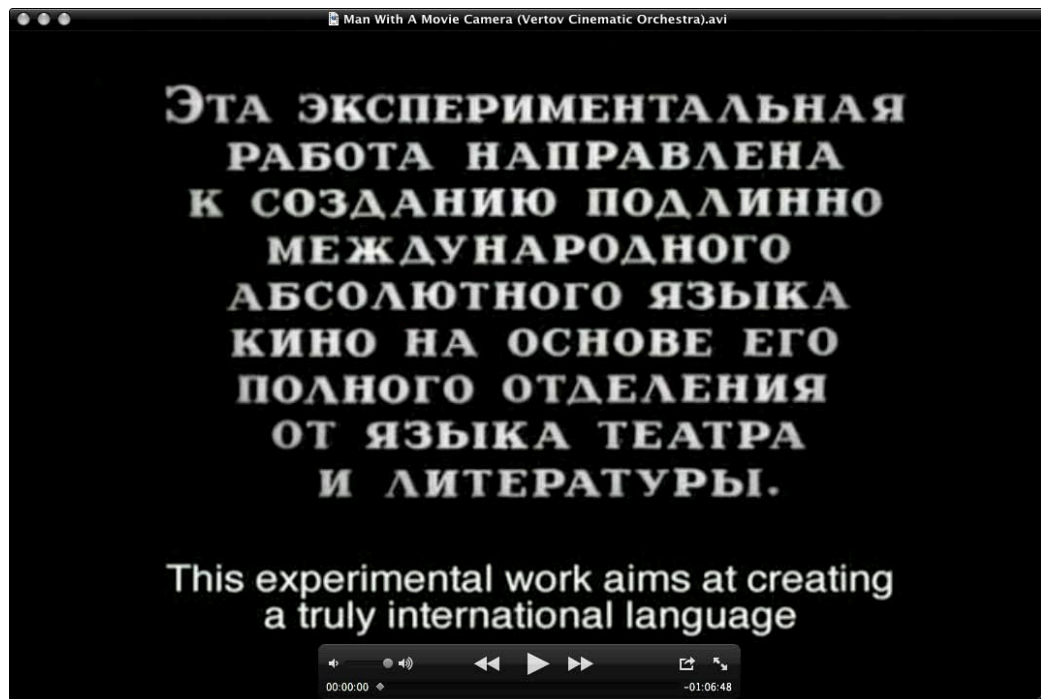 Man With A Movie Camera (Vertov Cinematic Orchestra).avi
Эта экспериментальная
работа направлена
к созданию подлинно
международного
абсолютного языка
кино на основе его
полного отделения
от языка театра
и литературы.
This experimental work aims at creating
a truly international language
00:00:00
-01:06:48